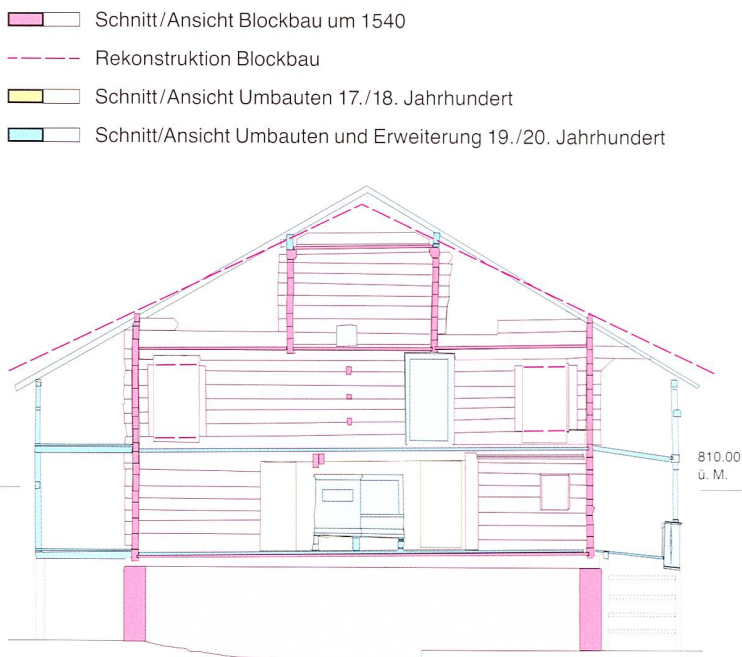 Schnitt/Ansicht Blockbau um 1540
Rekonstruktion Blockbau
Schnitt/Ansicht Umbauten 17./18. Jahrhundert
Schnitt/Ansicht Umbauten und Erweiterung 19./20. Jahrhundert
810.00
ü. M.